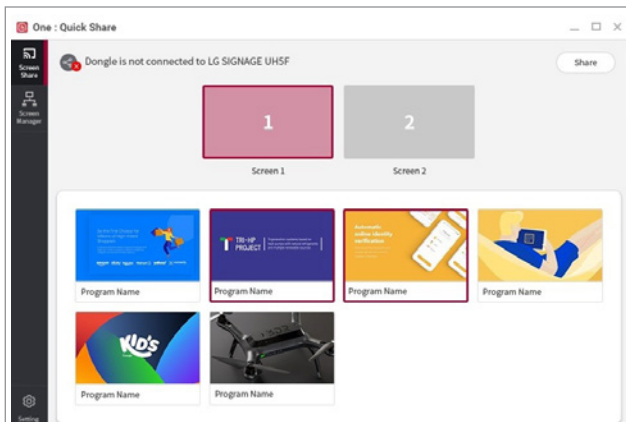 One : Quick Share
Screen
Share
Dongle is not connected to LG SIGNAGE UH5F
Share
Screen
Manager
1
2
Screen 1
Screen 2
TRI-HP
PROJECT
Automatic
online identity
verification
Program Name
Program Name
Program Name
Program Name
KID'S
Program Name
Program Name
Setting